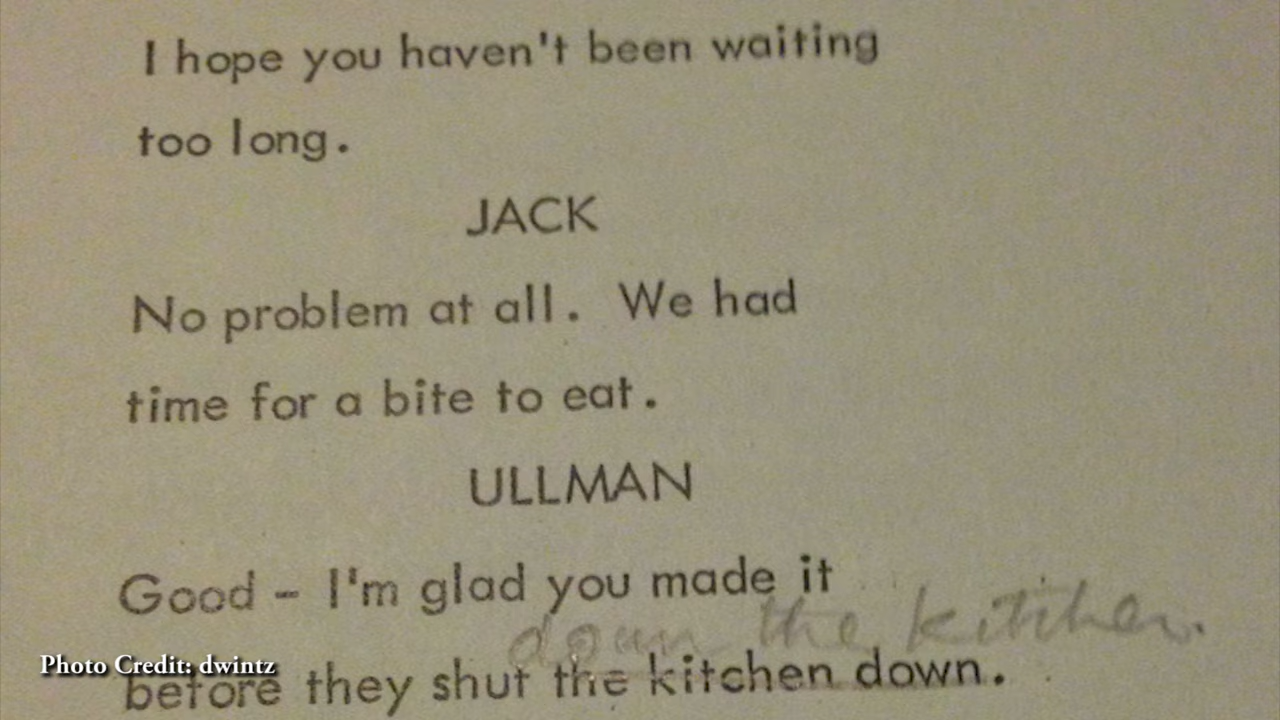 I hope you haven't been waiting
too long.
JACK
No problem at all. We had
time for a bite to eat.
ULLMAN
Good - I'm glad you made it
down the kitchen.
before they shut the kitchen down.
Photo Credit: dwintz